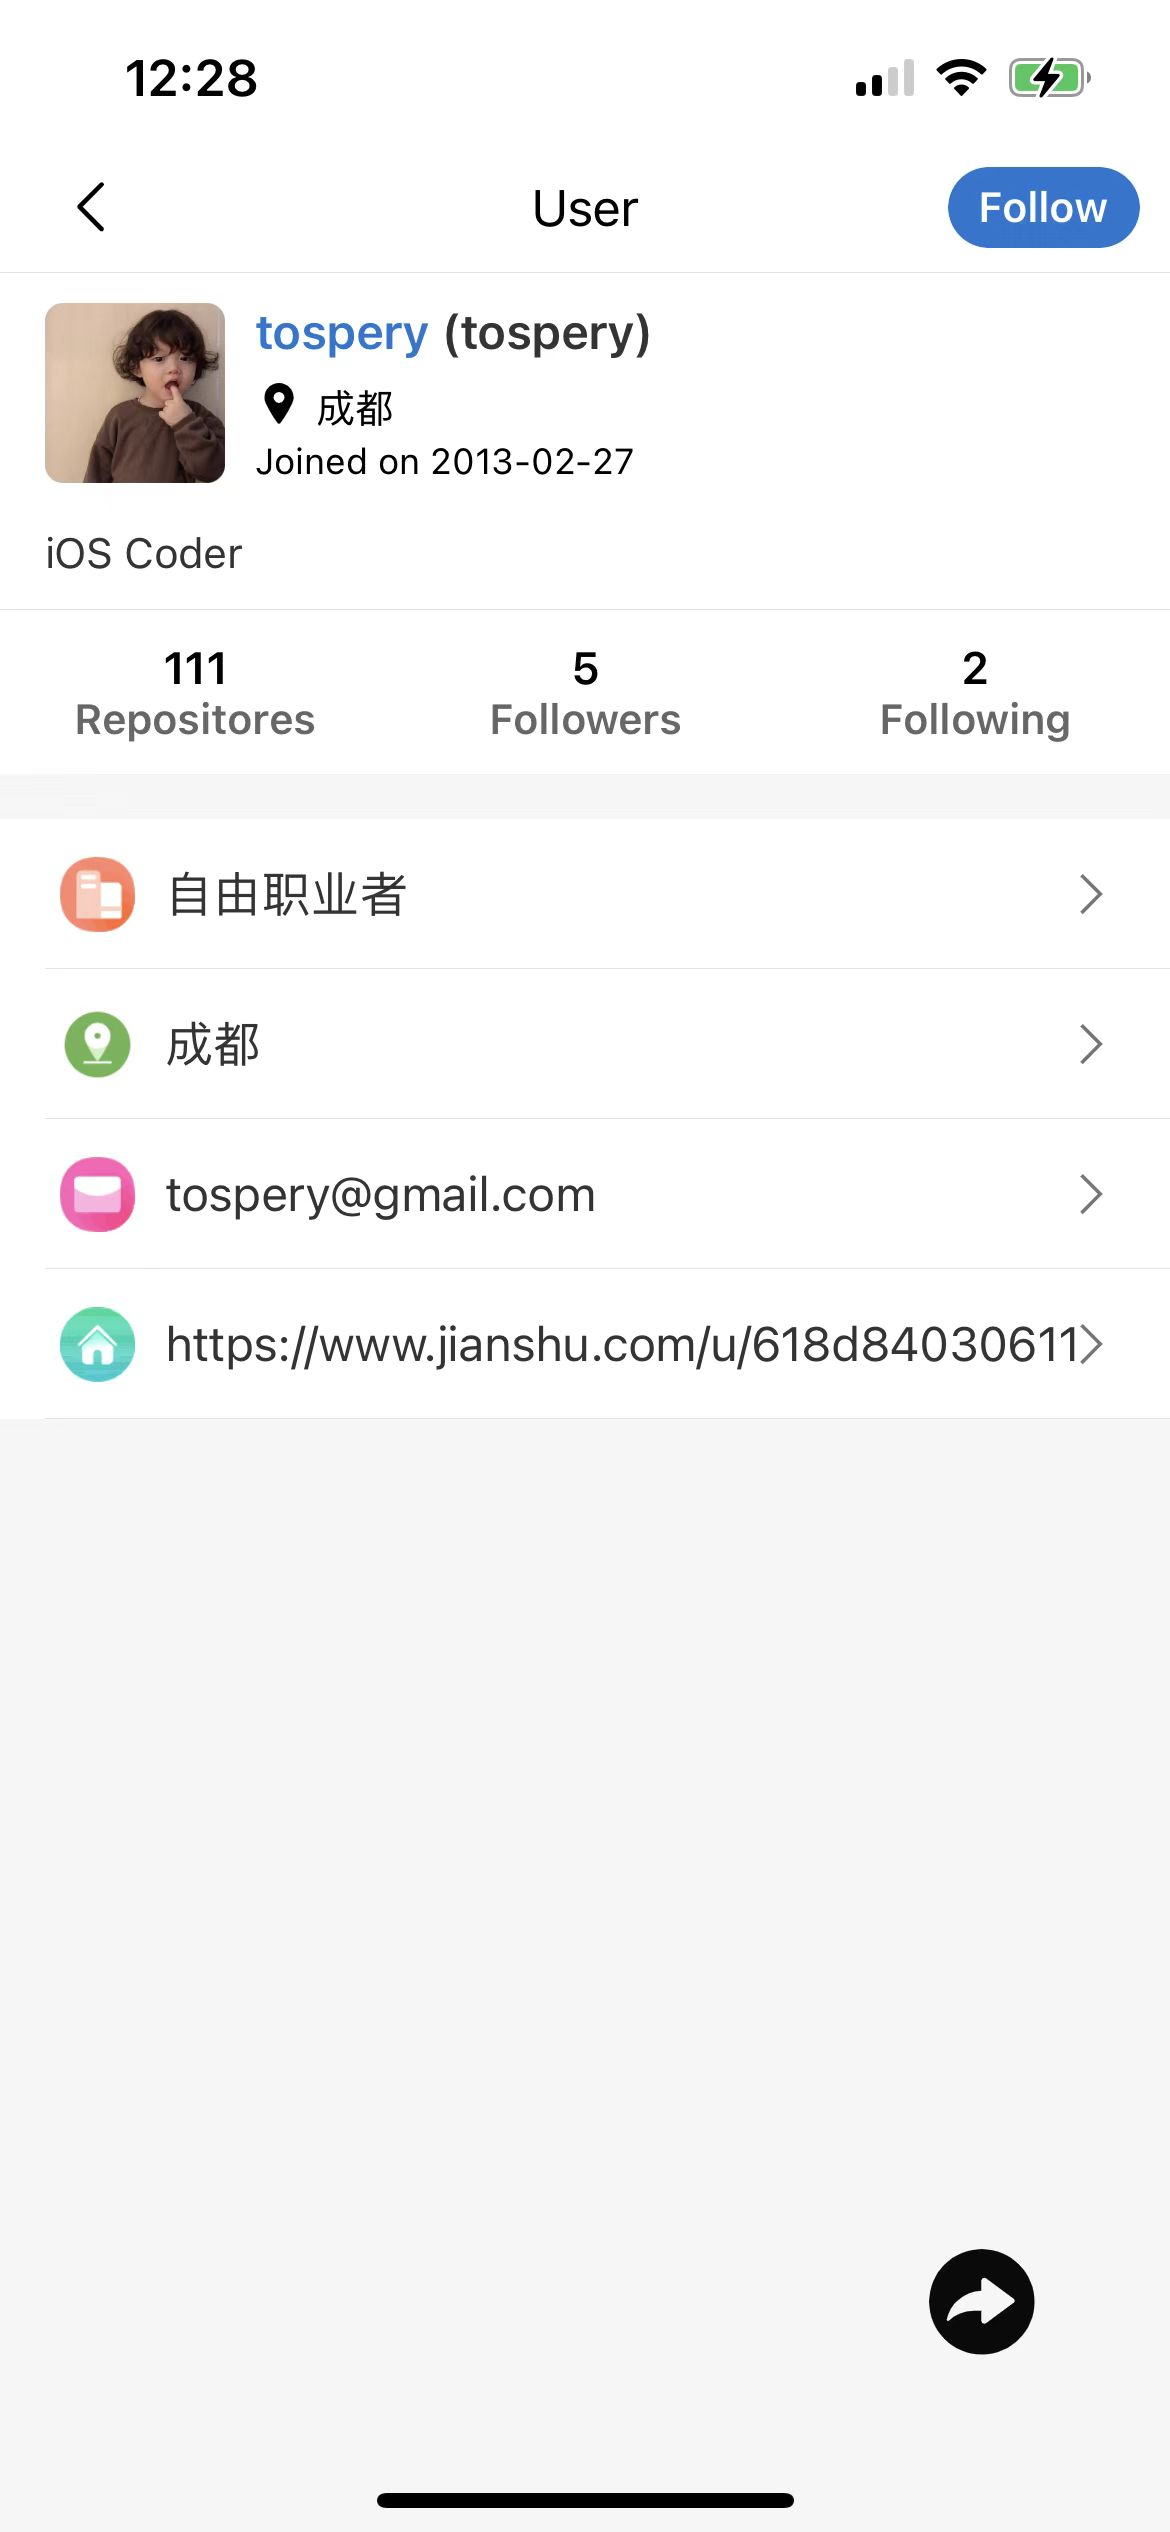 12:28
User
Follow
tospery (tospery)
成都
Joined on 2013-02-27
iOS Coder
111
Repositores
5
Followers
2
Following
自由职业者
成都
tospery@gmail.com
https://www.jianshu.com/u/618d84030611